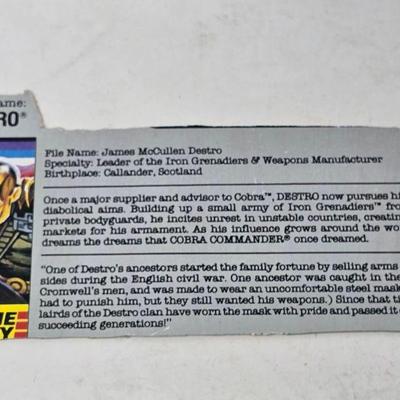 ame:
RO®
File Name: James McCullen Destro
Specialty: Leader of the Iron Grenadiers & Weapons Manufacturer
Birthplace: Callander, Scotland
Once a major supplier and advisor to Cobra™, DESTRO now pursues his
diabolical aims. Building up a small army of Iron Grenadiers™ fro
private bodyguards, he incites unrest in unstable countries, creatin
markets for his armament. As his influence grows around the wo
dreams the dreams that COBRA COMMANDER® once dreamed.
"One of Destro's ancestors started the family fortune by selling arms
sides during the English civil war. One ancestor was caught in the
Cromwell's men, and was made to wear an uncomfortable steel mask
had to punish him, but they still wanted his weapons.) Since that ti
lairds of the Destro clan have worn the mask with pride and passed it o
succeeding generations!"
NE
Y